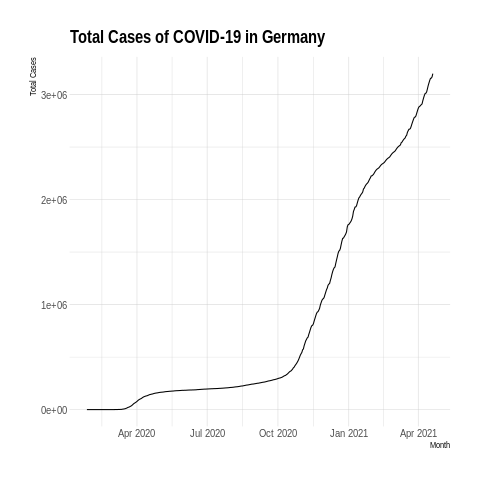 Total Cases of COVID-19 in Germany
Total Cases
3e+06
2e+06
1e+06
0e+00
Apr 2020 Jul 2020 Oct 2020 Jan 2021 Apr 2021
Month